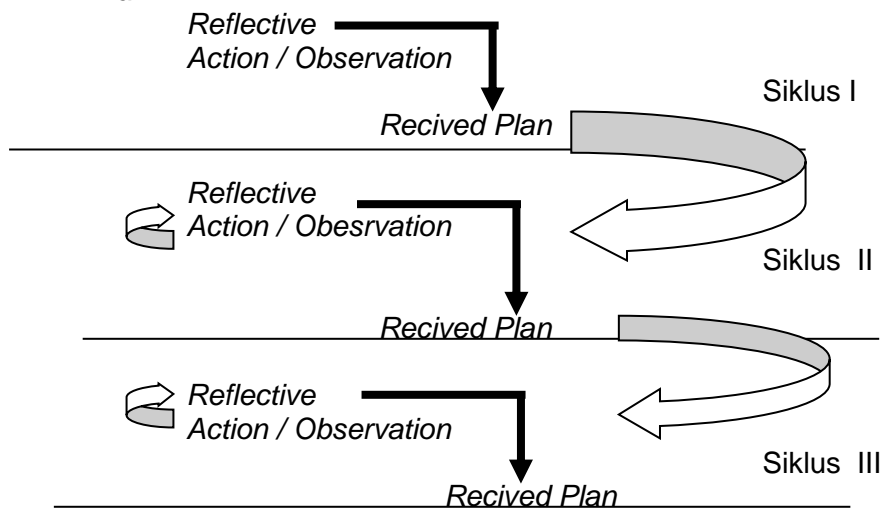 Reflective
Action / Observation
Siklus I
Recived Plan
Reflective
Action / Obesrvation
Siklus II
Recived Plan
Reflective
Action / Observation
Siklus III
Recived Plan